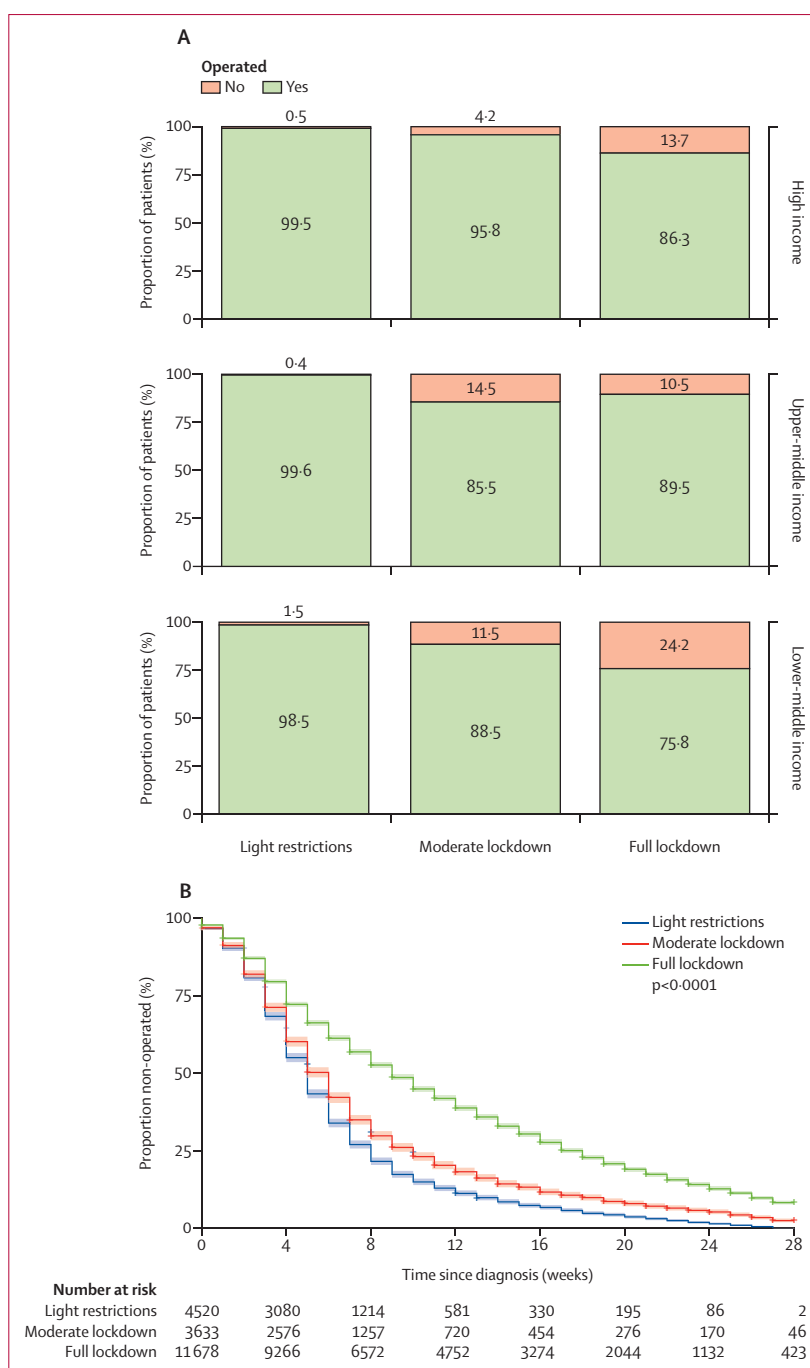 A
Operated
No Yes
0·5 4·2
100
13·7
75
99·5 95·8 86·3
50
25
0
Proportion of patients (%)
High income
0·4
100
14·5 10·5
75
99·6 85·5 89·5
50
25
0
Proportion of patients (%)
Upper-middle income
1·5
100
11·5 24·2
75
98·5 88·5 75·8
50
25
0
Proportion of patients (%)
Lower-middle income
Light restrictions Moderate lockdown Full lockdown
B
100
75
50
25
0
Proportion non-operated (%)
Light restrictions
Moderate lockdown
Full lockdown
p<0·0001
0 4 8 12 16 20 24 28
Time since diagnosis (weeks)
Number at risk
Light restrictions 4520 3080 1214 581 330 195 86 2
Moderate lockdown 3633 2576 1257 720 454 276 170 46
Full lockdown 11678 9266 6572 4752 3274 2044 1132 423